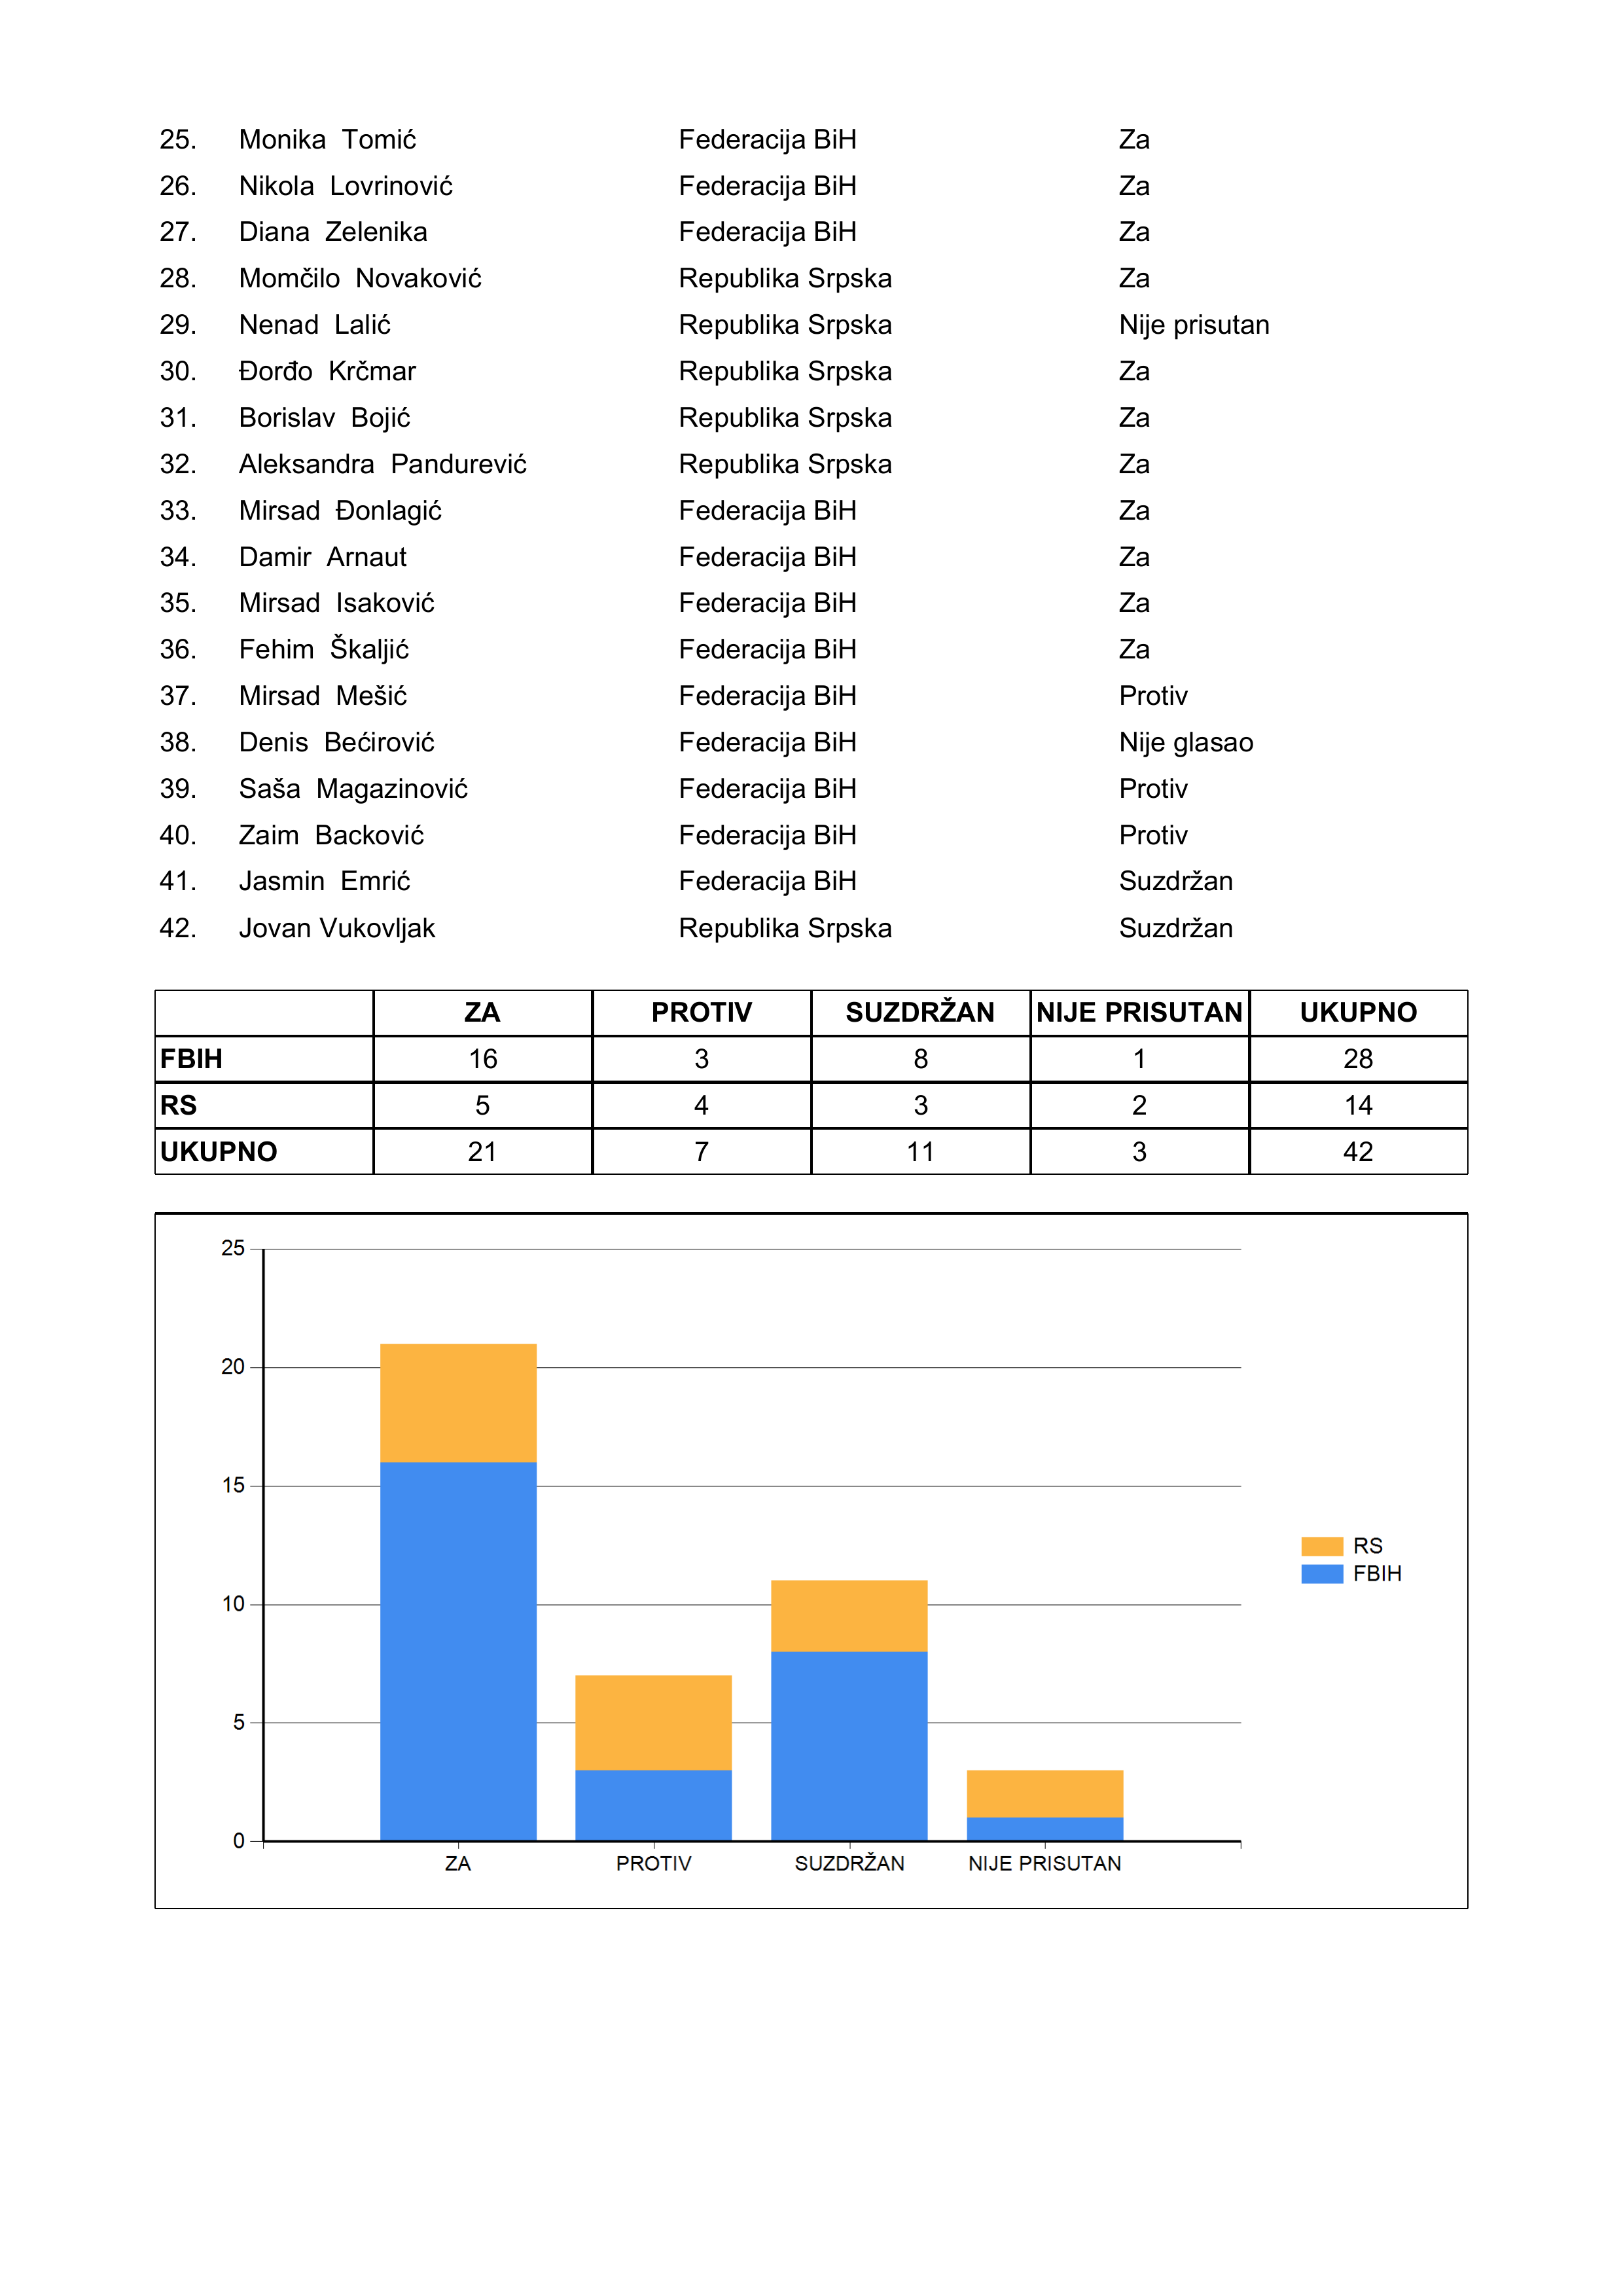 25. Monika Tomić Federacija BiH Za
26. Nikola Lovrinović Federacija BiH Za
27. Diana Zelenika Federacija BiH Za
28. Momčilo Novaković Republika Srpska Za
29. Nenad Lalić Republika Srpska Nije prisutan
30. Đorđo Krčmar Republika Srpska Za
31. Borislav Bojić Republika Srpska Za
32. Aleksandra Pandurević Republika Srpska Za
33. Mirsad Đonlagić Federacija BiH Za
34. Damir Arnaut Federacija BiH Za
35. Mirsad Isaković Federacija BiH Za
36. Fehim Škaljić Federacija BiH Za
37. Mirsad Mešić Federacija BiH Protiv
38. Denis Bećirović Federacija BiH Nije glasao
39. Saša Magazinović Federacija BiH Protiv
40. Zaim Backović Federacija BiH Protiv
41. Jasmin Emrić Federacija BiH Suzdržan
42. Jovan Vukovljak Republika Srpska Suzdržan
ZA PROTIV SUZDRŽAN NIJE PRISUTAN UKUPNO
FBIH 16 3 8 1 28
RS 5 4 3 2 14
UKUPNO 21 7 11 3 42
25
20
15
10
5
0
ZA PROTIV SUZDRŽAN NIJE PRISUTAN
RS
FBIH